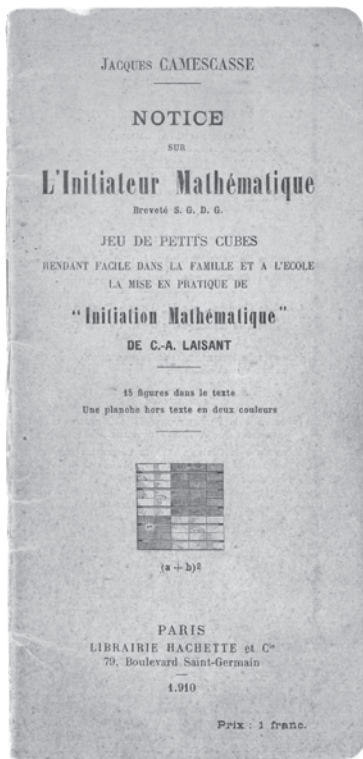 JACQUES CAMESCASSE
NOTICE
SUR
L'Initiateur Mathématique
Breveté S. G. D. G.
JEU DE PETITS CUBES
RENDANT FACILE DANS LA FAMILLE ET A L'ECOLE
LA MISE EN PRATIQUE DE
"Initiation Mathématique"
DE C.-A. LAISANT
15 figures dans le texte
Une planche hors texte en deux couleurs
(a + b)²
PARIS
LIBRAIRIE HACHETTE et Cⁱᵉ
79, Boulevard Saint-Germain
1.910
Prix : 1 franc.